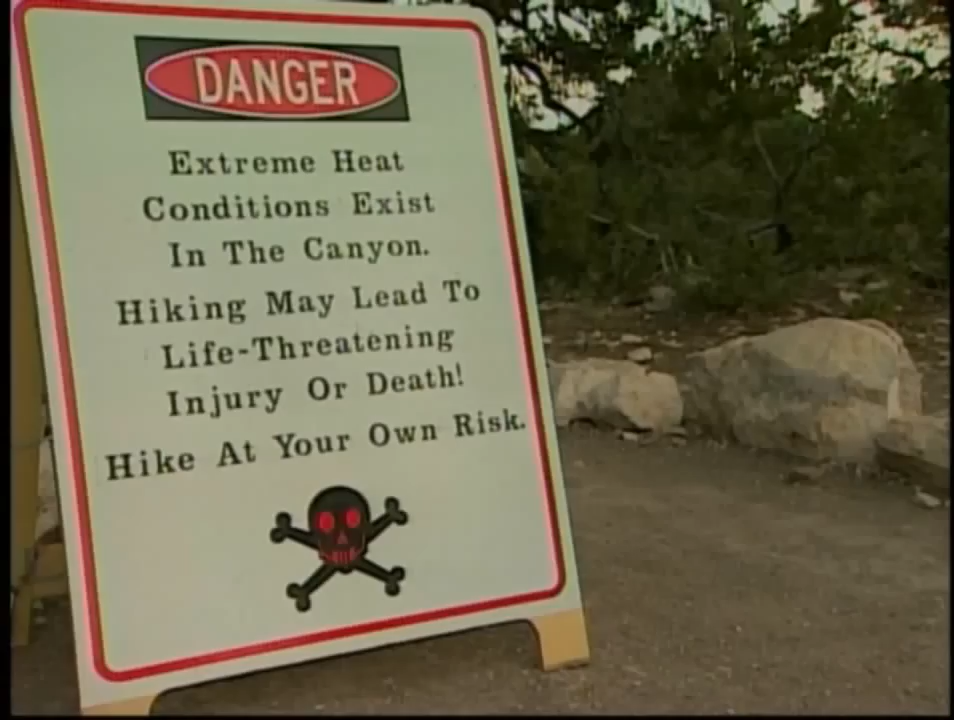 DANGER
Extreme Heat
Conditions Exist
In The Canyon.
Hiking May Lead To
Life-Threatening
Injury Or Death!
Hike At Your Own Risk.